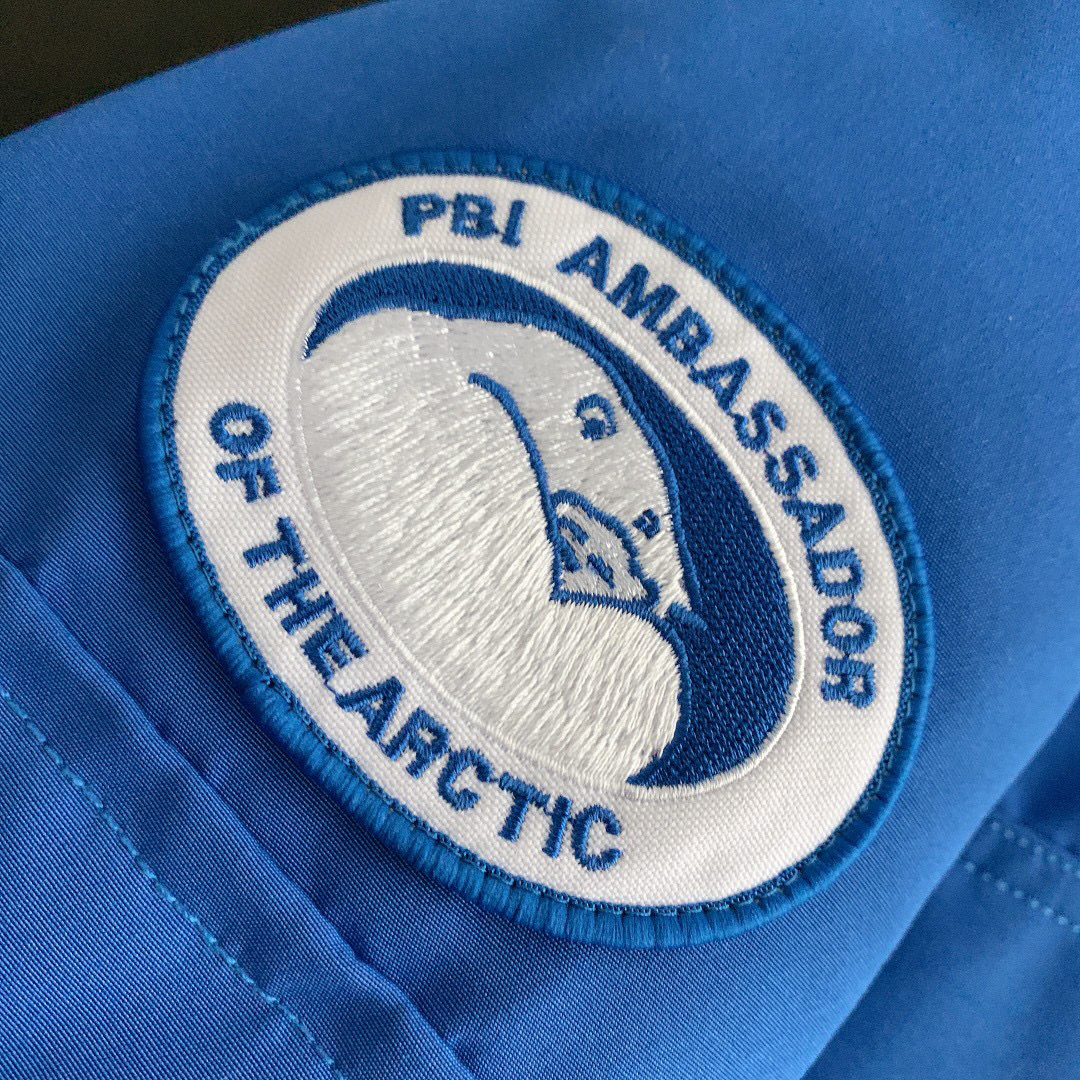 PBI AMBASSADOR
OF THE ARCTIC